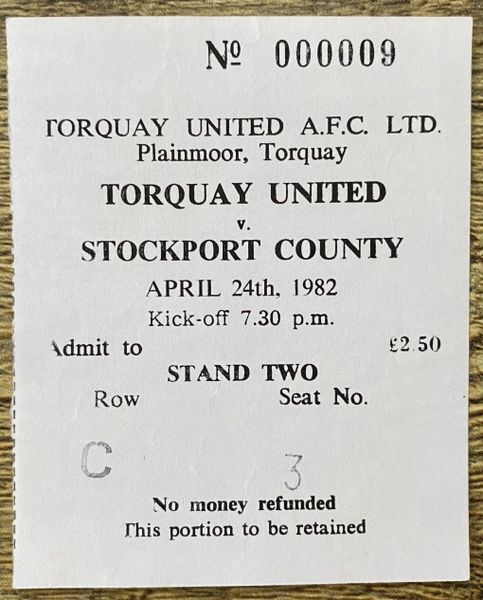 Nº 000009
TORQUAY UNITED A.F.C. LTD.
Plainmoor, Torquay
TORQUAY UNITED
v.
STOCKPORT COUNTY
APRIL 24th, 1982
Kick-off 7.30 p.m.
Admit to £2.50
STAND TWO
Row Seat No.
C 3
No money refunded
This portion to be retained